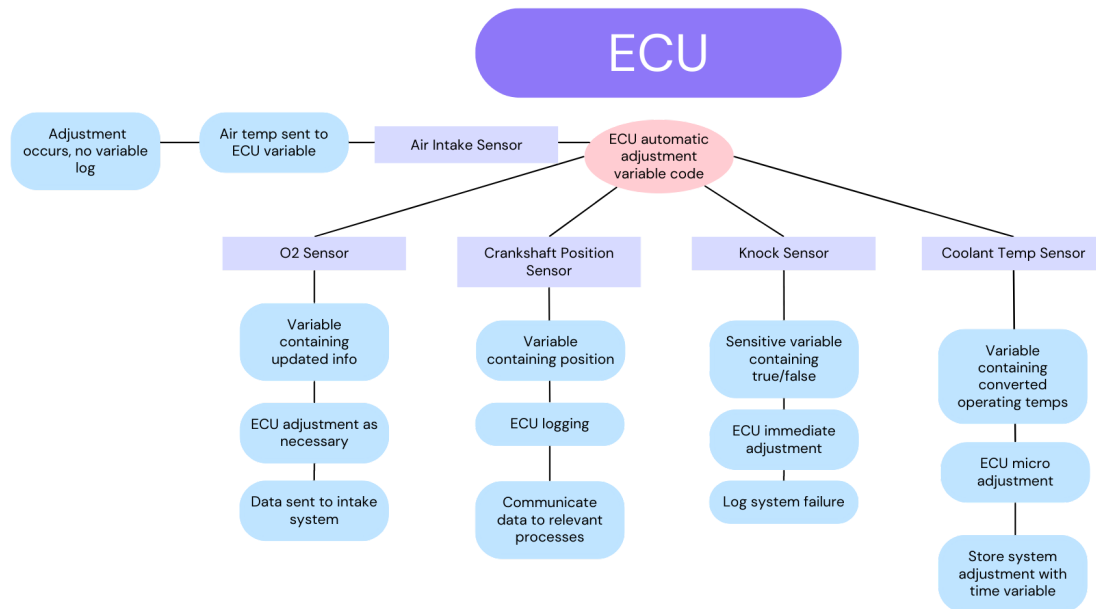 ECU
Adjustment
occurs, no variable
log
Air temp sent to
ECU variable
Air Intake Sensor
ECU automatic
adjustment
variable code
O2 Sensor
Variable
containing
updated info
ECU adjustment as
necessary
Data sent to intake
system
Crankshaft Position
Sensor
Variable
containing position
ECU logging
Communicate
data to relevant
processes
Knock Sensor
Sensitive variable
containing
true/false
ECU immediate
adjustment
Log system failure
Coolant Temp Sensor
Variable
containing
converted
operating temps
ECU micro
adjustment
Store system
adjustment with
time variable